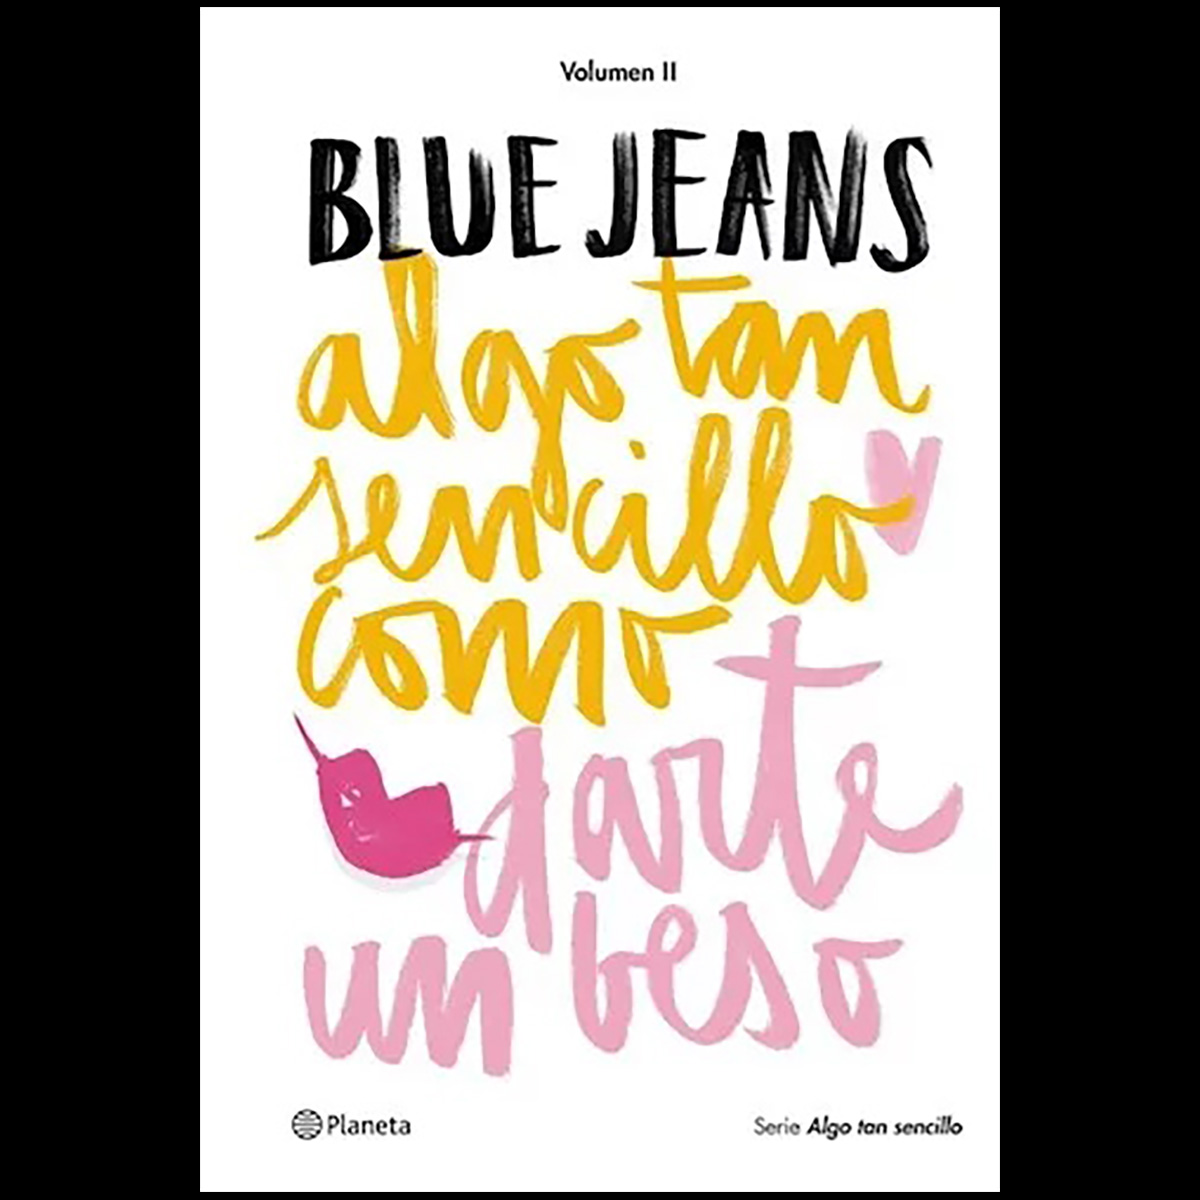 Volumen II
BLUE JEANS
algo tan
sencillo
como
darte
un beso
Planeta
Serie Algo tan sencillo